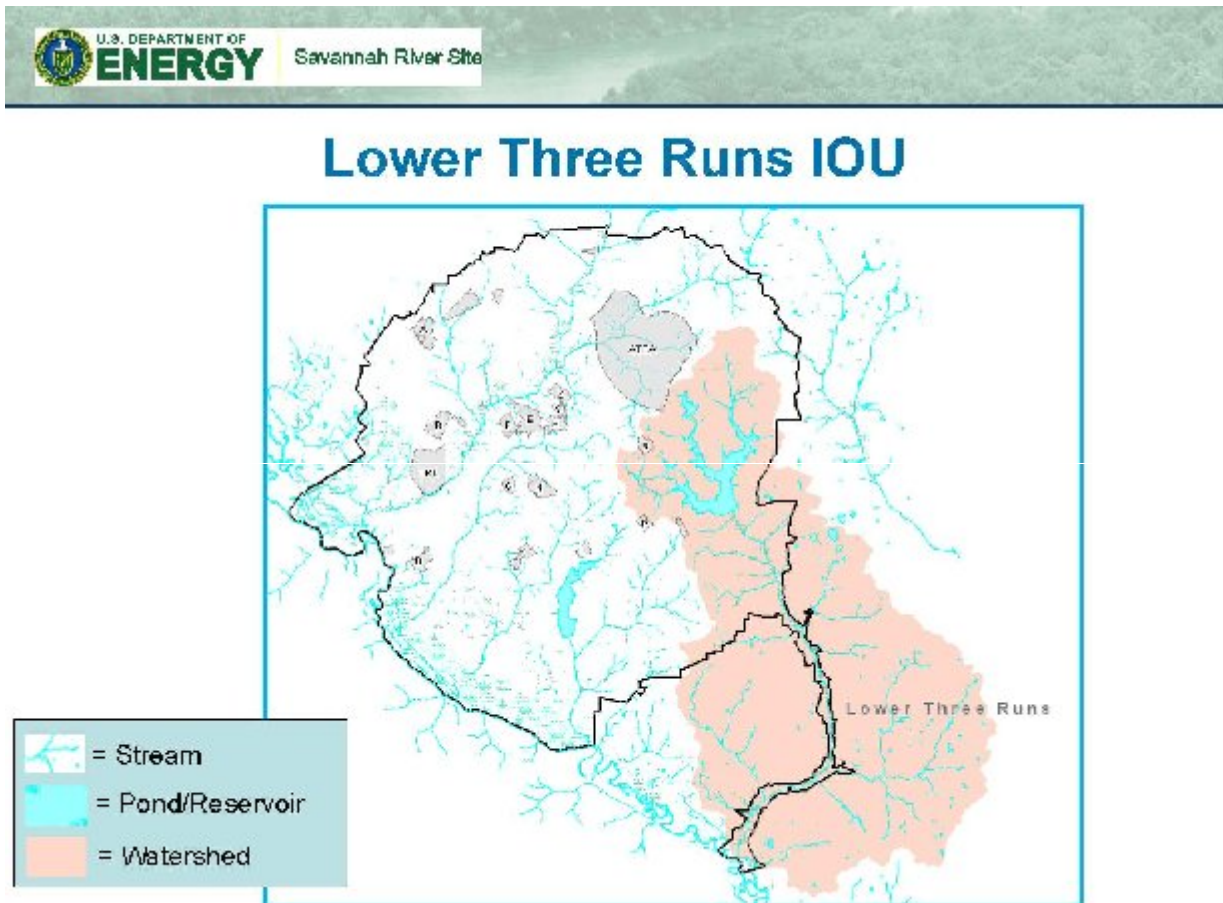 U.S. DEPARTMENT OF
ENERGY
Savannah River Site
Lower Three Runs IOU
Lower Three Runs
= Stream
= Pond/Reservoir
= Watershed